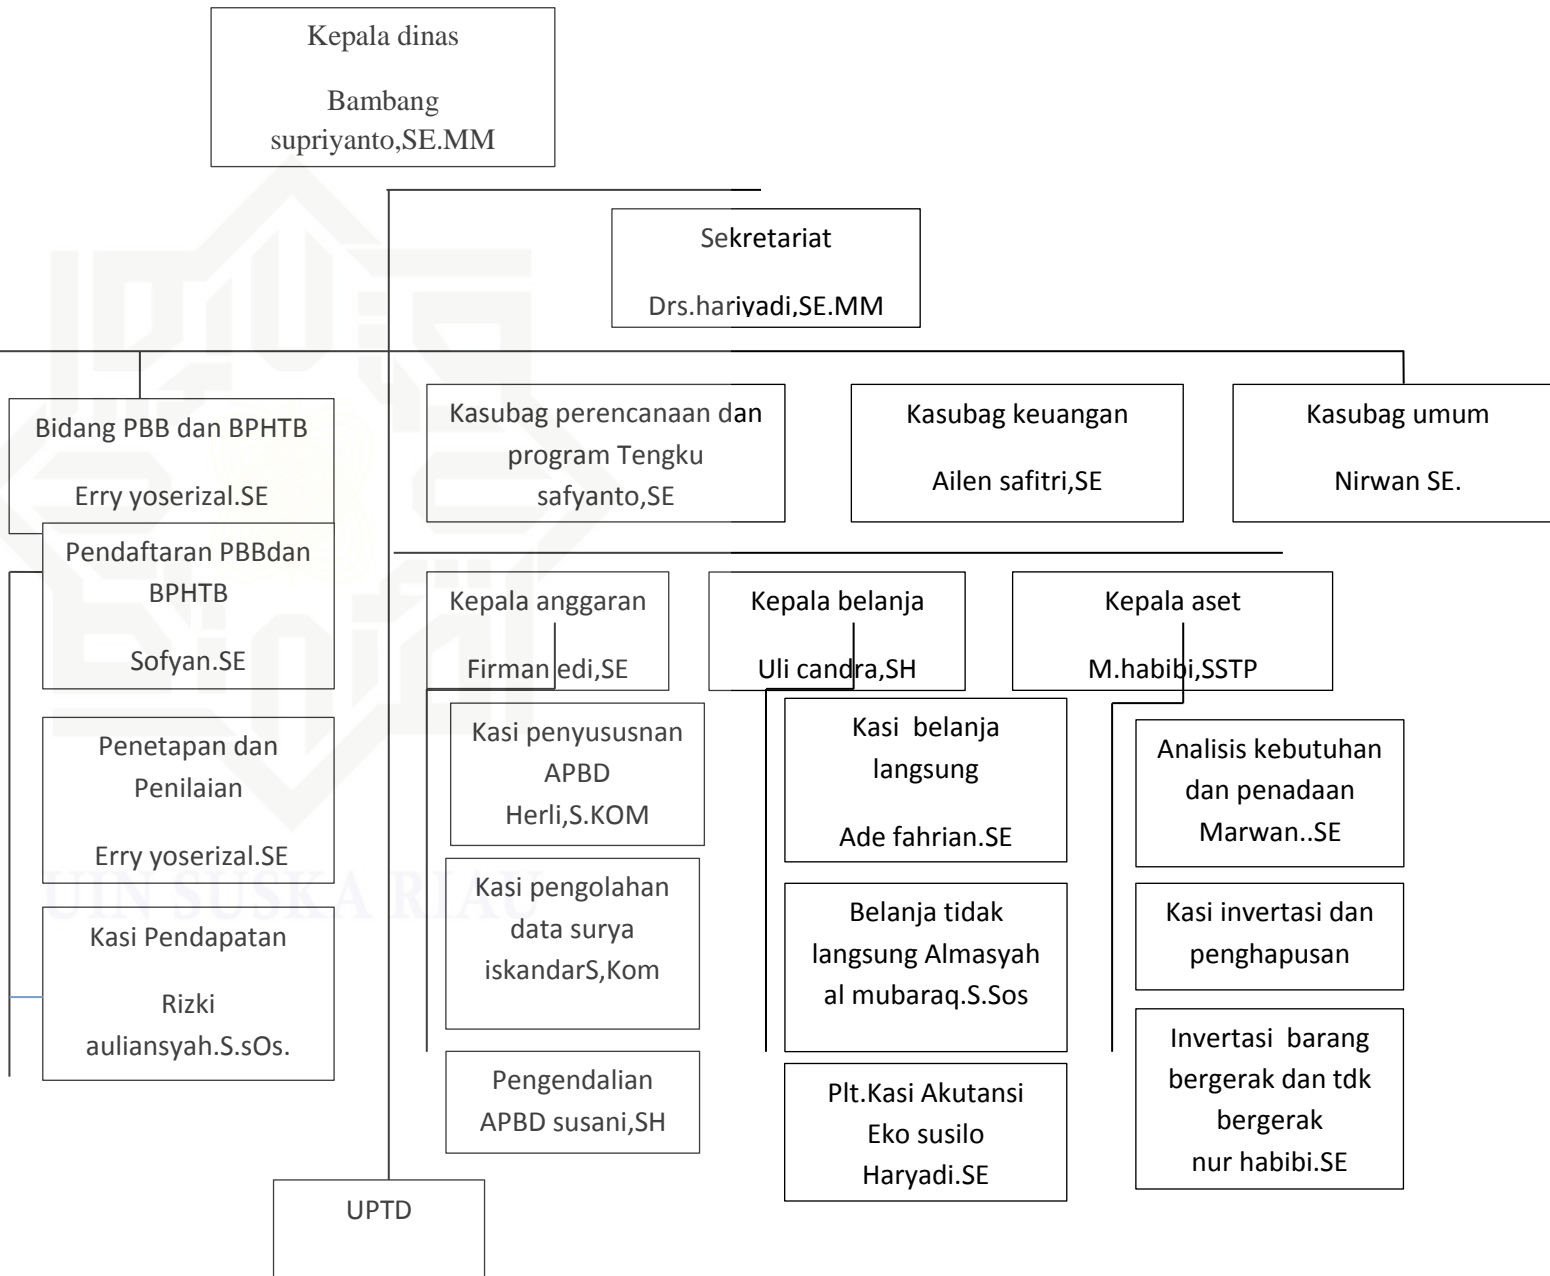 Kepala dinas
Bambang
supriyanto,SE.MM
Sekretariat
Drs.hariyadi,SE.MM
Bidang PBB dan BPHTB
Erry yoserizal.SE
Kasubag perencanaan dan
program Tengku
safyanto,SE
Kasubag keuangan
Ailen safitri,SE
Kasubag umum
Nirwan SE.
Pendaftaran PBBdan
BPHTB
Sofyan.SE
Penetapan dan
Penilaian
Erry yoserizal.SE
Kasi Pendapatan
Rizki
auliansyah.S.sOs.
Kepala anggaran
Firman edi,SE
Kasi penyususnan
APBD
Herli,S.KOM
Kasi pengolahan
data surya
iskandarS,Kom
Pengendalian
APBD susani,SH
Kepala belanja
Uli candra,SH
Kasi  belanja
langsung
Ade fahrian.SE
Belanja tidak
langsung Almasyah
al mubaraq.S.Sos
Plt.Kasi Akutansi
Eko susilo
Haryadi.SE
Kepala aset
M.habibi,SSTP
Analisis kebutuhan
dan penadaan
Marwan..SE
Kasi invertasi dan
penghapusan
Invertasi  barang
bergerak dan tdk
bergerak
nur habibi.SE
UPTD
UIN SUSKA RIAU